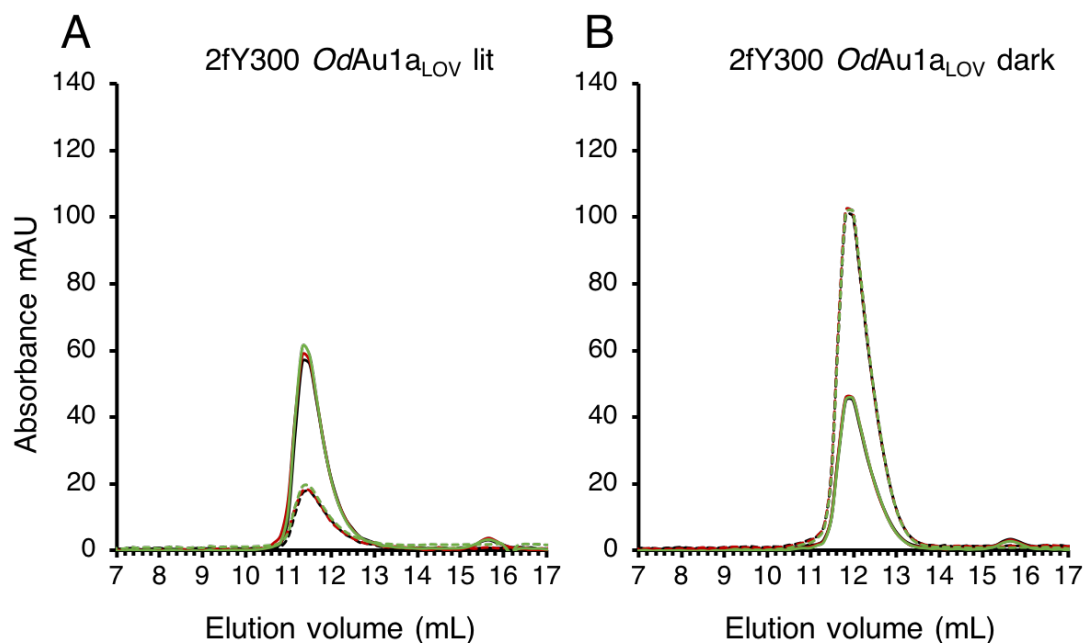 A
2fY300 OdAu1aLOV lit
140
120
100
80
60
40
20
0
7 8 9 10 11 12 13 14 15 16 17
Elution volume (mL)
Absorbance mAU
B
2fY300 OdAu1aLOV dark
140
120
100
80
60
40
20
0
7 8 9 10 11 12 13 14 15 16 17
Elution volume (mL)